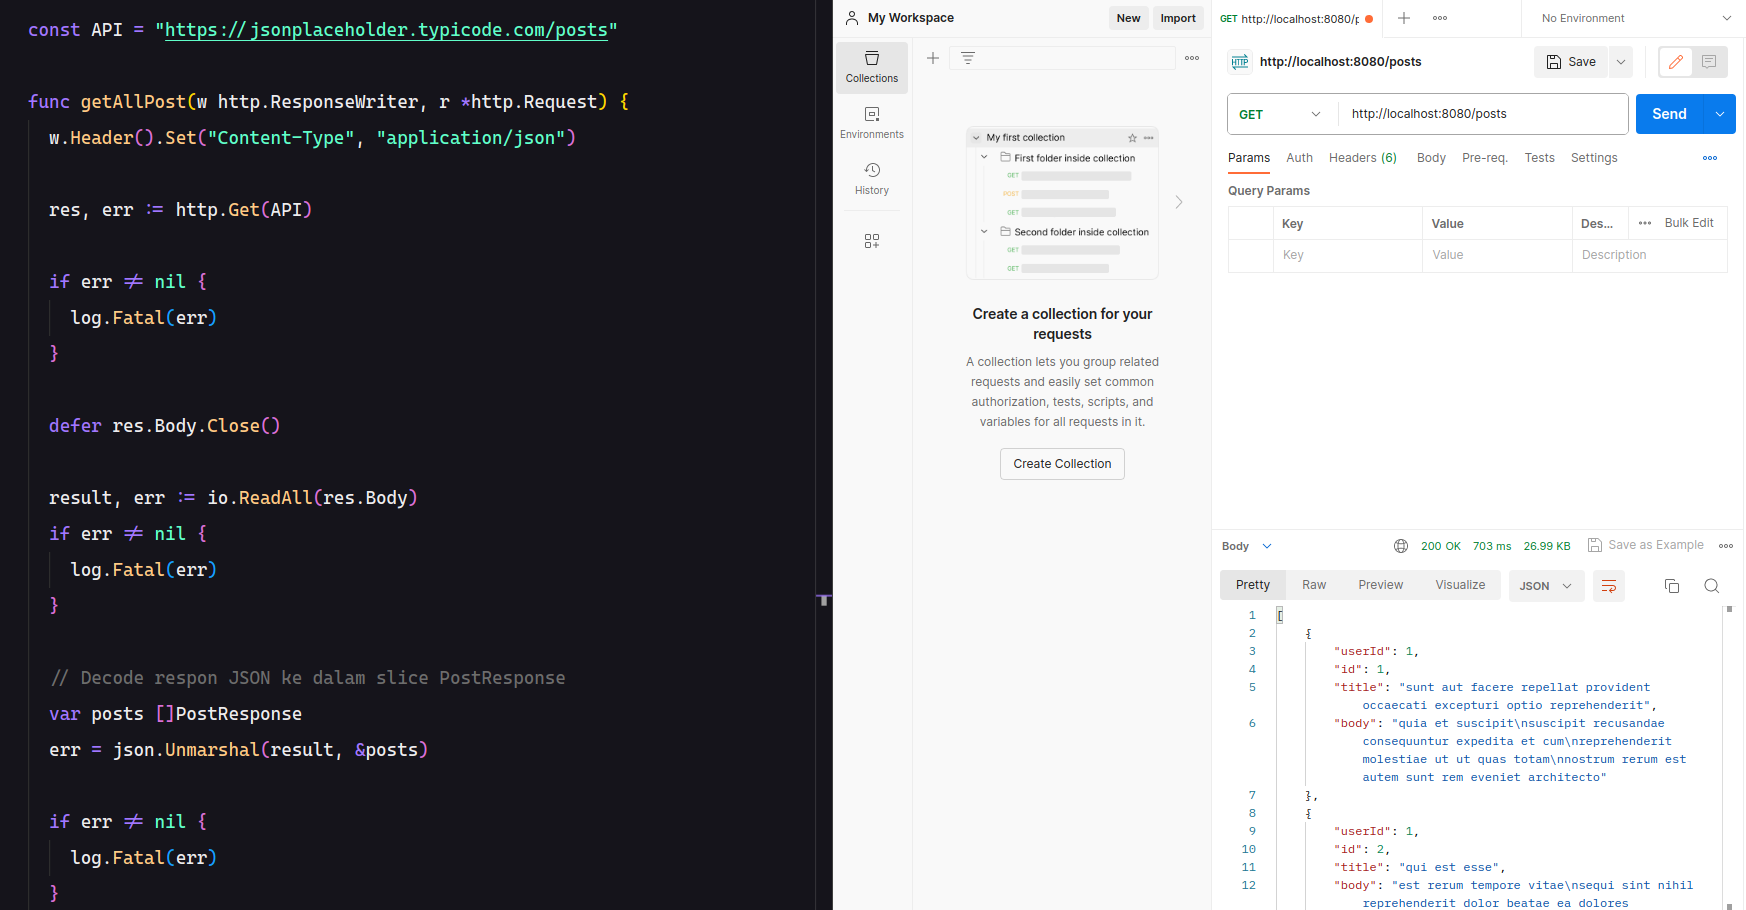 const API = "https://jsonplaceholder.typicode.com/posts"
func getAllPost(w http.ResponseWriter, r *http.Request) {
w.Header().Set("Content-Type", "application/json")
res, err := http.Get(API)
if err != nil {
log.Fatal(err)
}
defer res.Body.Close()
result, err := io.ReadAll(res.Body)
if err != nil {
log.Fatal(err)
}
// Decode respon JSON ke dalam slice PostResponse
var posts []PostResponse
err = json.Unmarshal(result, &posts)
if err != nil {
log.Fatal(err)
}
My Workspace
New
Import
Collections
Environments
History
My first collection
First folder inside collection
GET
POST
GET
Second folder inside collection
GET
GET
Create a collection for your
requests
A collection lets you group related
requests and easily set common
authorization, tests, scripts, and
variables for all requests in it.
Create Collection
GET http://localhost:8080/p
No Environment
HTTP http://localhost:8080/posts
Save
GET
http://localhost:8080/posts
Send
Params Auth Headers (6) Body Pre-req. Tests Settings
Query Params
Key Value Des... Bulk Edit
Key Value Description
Body 200 OK 703 ms 26.99 KB Save as Example
Pretty Raw Preview Visualize JSON
1 [
2 {
3 "userId": 1,
4 "id": 1,
5 "title": "sunt aut facere repellat provident
occaecati excepturi optio reprehenderit",
6 "body": "quia et suscipit\nsuscipit recusandae
consequuntur expedita et cum\nreprehenderit
molestiae ut ut quas totam\nnostrum rerum est
autem sunt rem eveniet architecto"
7 },
8 {
9 "userId": 1,
10 "id": 2,
11 "title": "qui est esse",
12 "body": "est rerum tempore vitae\nsequi sint nihil
reprehenderit dolor beatae ea dolores